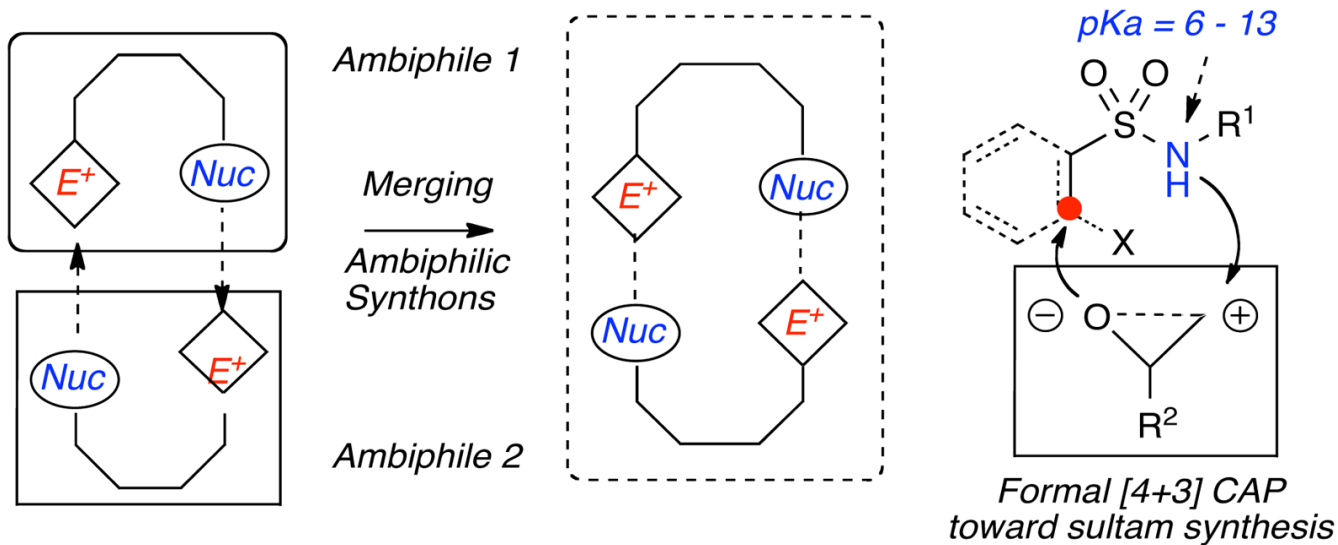 E⁺
Nuc
Nuc
E⁺
Ambiphile 1
Merging
Ambiphilic
Synthons
Ambiphile 2
E⁺
Nuc
Nuc
E⁺
pKa = 6 - 13
O O
S
N
H
R¹
X
⊖ O ⊕
R²
Formal [4+3] CAP
toward sultam synthesis